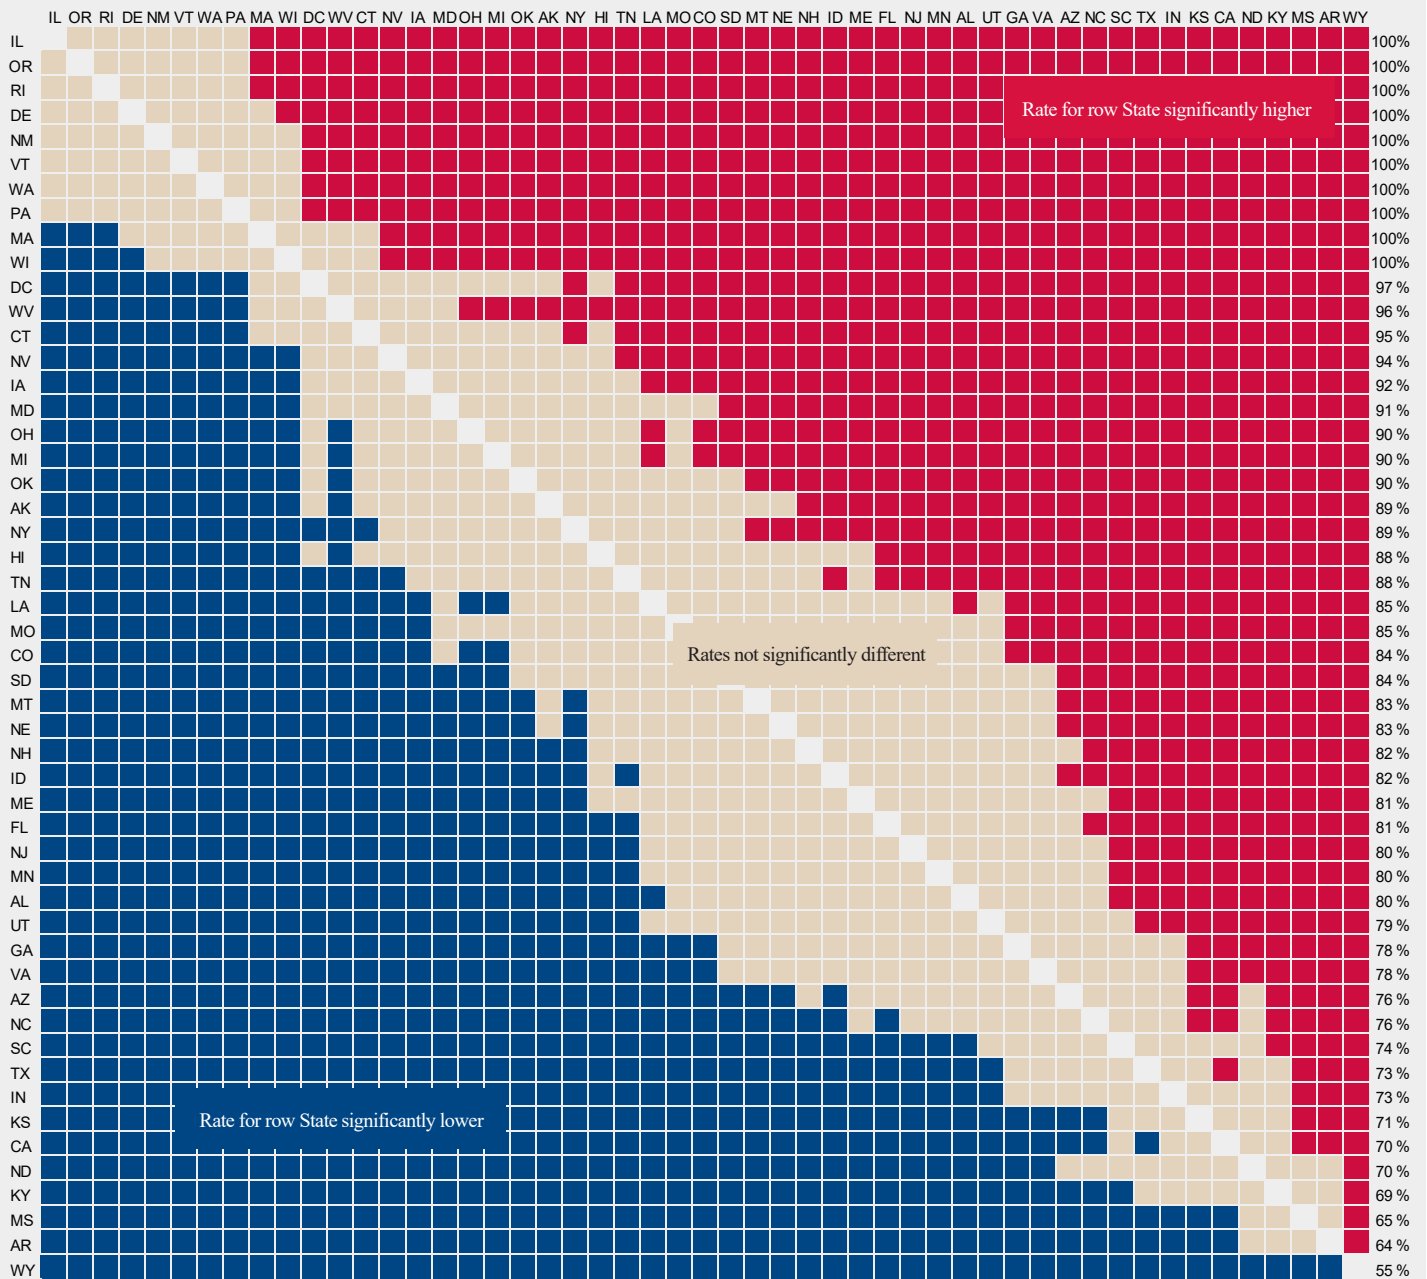 IL OR RI DE NM VT WA PA MA WI DC WV CT NV IA MD OH MI OK AK NY HI TN LA MO CO SD MT NE NH ID ME FL NJ MN AL UT GA VA AZ NC SC TX IN KS CA ND KY MS AR WY
IL 100%
OR 100%
RI 100%
Rate for row State significantly higher
DE 100%
NM 100%
VT 100%
WA 100%
PA 100%
MA 100%
WI 100%
DC 97 %
WV 96 %
CT 95 %
NV 94 %
IA 92 %
MD 91 %
OH 90 %
MI 90 %
OK 90 %
AK 89 %
NY 89 %
HI 88 %
TN 88 %
LA 85 %
MO 85 %
Rates not significantly different
CO 84 %
SD 84 %
MT 83 %
NE 83 %
NH 82 %
ID 82 %
ME 81 %
FL 81 %
NJ 80 %
MN 80 %
AL 80 %
UT 79 %
GA 78 %
VA 78 %
AZ 76 %
NC 76 %
SC 74 %
TX 73 %
IN 73 %
Rate for row State significantly lower
KS 71 %
CA 70 %
ND 70 %
KY 69 %
MS 65 %
AR 64 %
WY 55 %